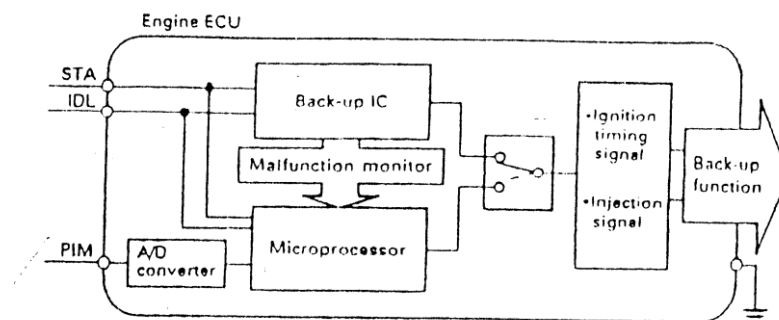 Engine ECU
STA
IDL
Back-up IC
Malfunction monitor
Microprocessor
PIM
A/D
converter
•Ignition
timing
signal
•Injection
signal
Back-up
function